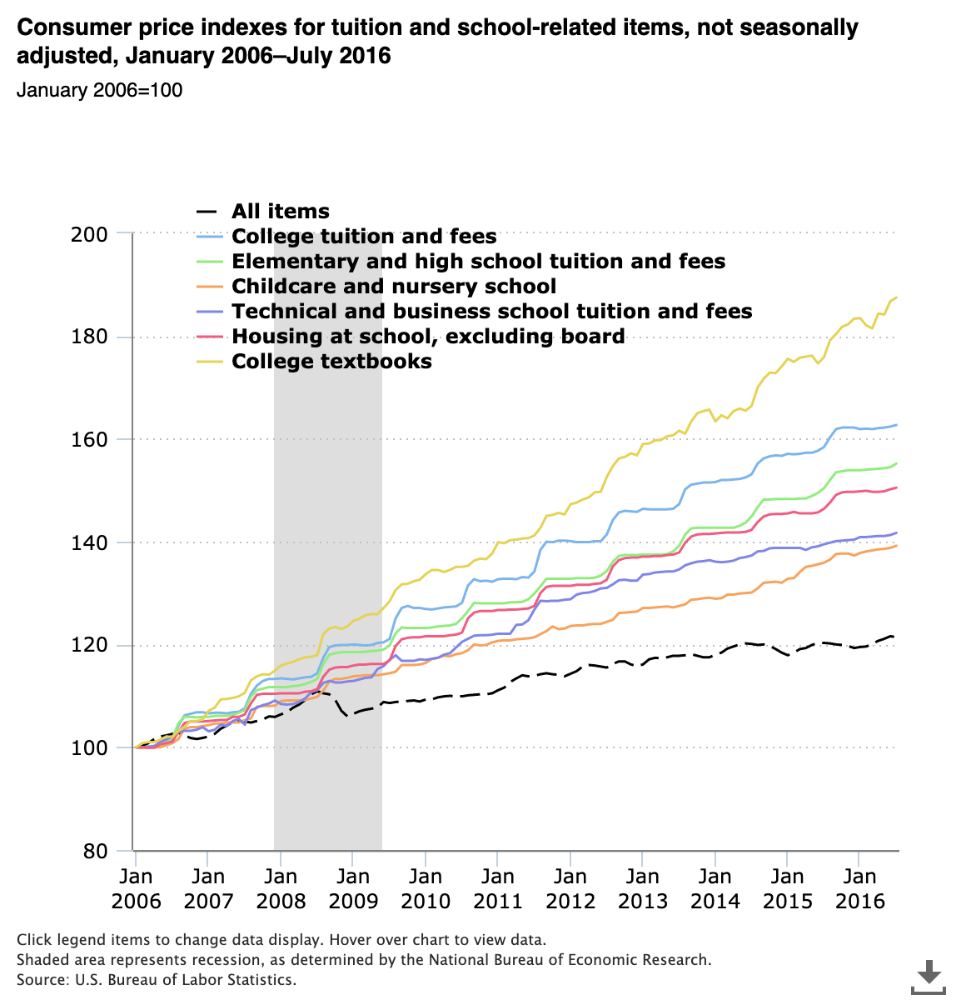 Consumer price indexes for tuition and school-related items, not seasonally
adjusted, January 2006–July 2016
January 2006=100
All items
200
College tuition and fees
Elementary and high school tuition and fees
Childcare and nursery school
Technical and business school tuition and fees
180
Housing at school, excluding board
College textbooks
160
140
120
100
80
Jan Jan Jan Jan Jan Jan Jan Jan Jan Jan Jan
2006 2007 2008 2009 2010 2011 2012 2013 2014 2015 2016
Click legend items to change data display. Hover over chart to view data.
Shaded area represents recession, as determined by the National Bureau of Economic Research.
Source: U.S. Bureau of Labor Statistics.